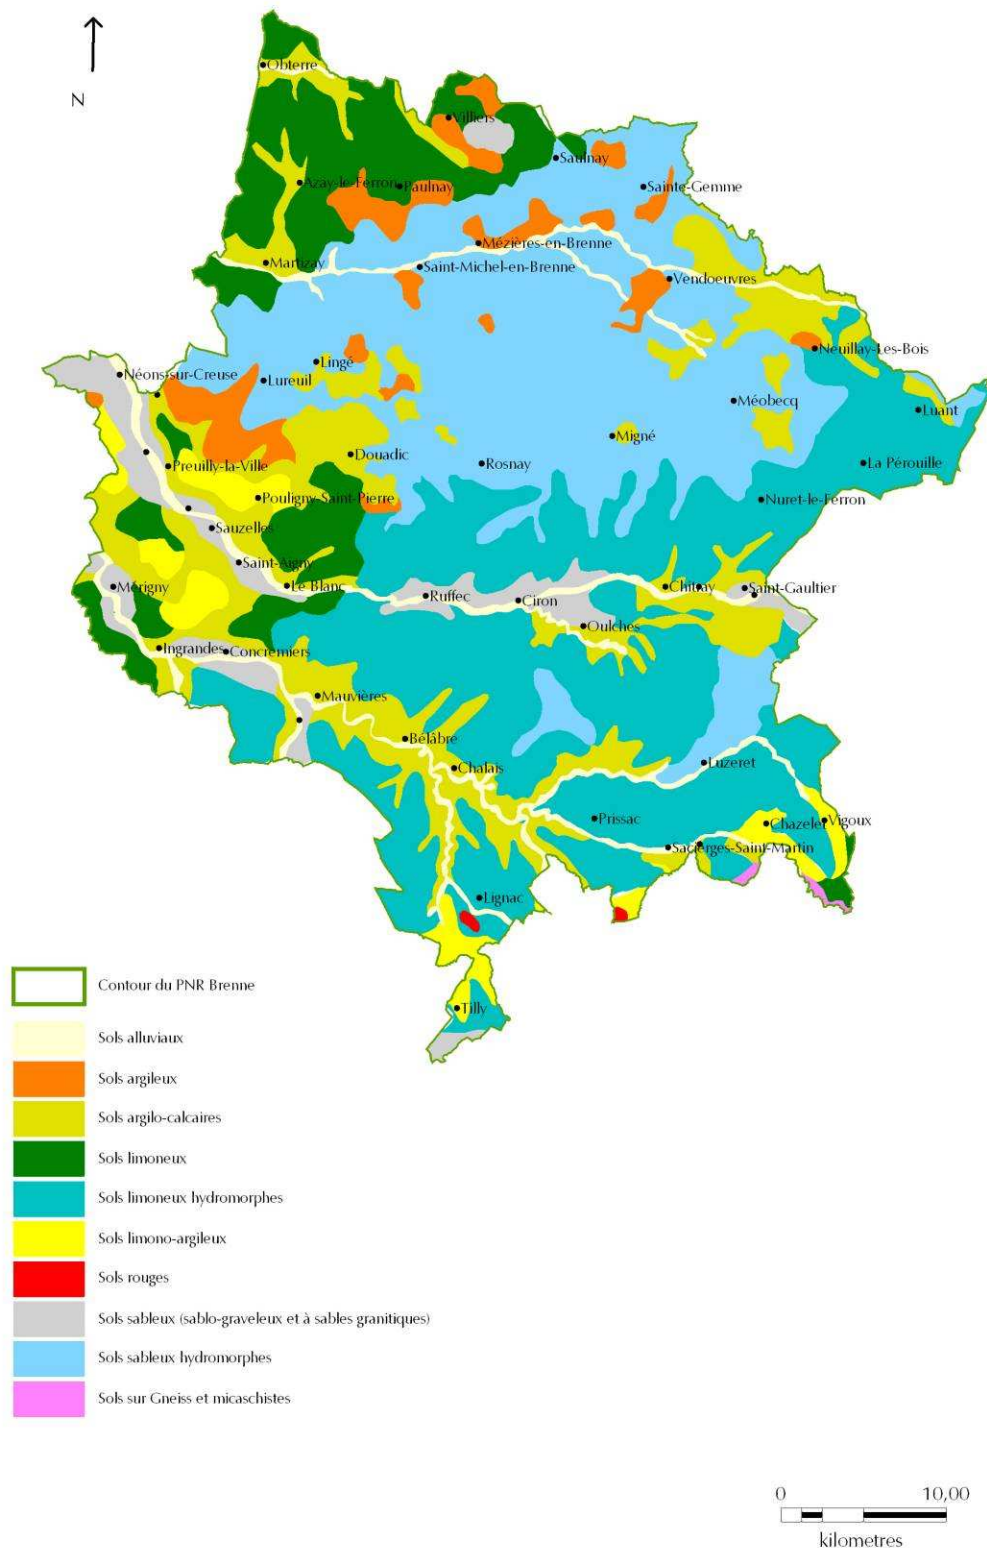 N
Obterre
Villiers
Saulnay
Azay-le-Ferron
Paulnay
Sainte-Gemme
Mézières-en-Brenne
Martizay
Saint-Michel-en-Brenne
Vendoeuvres
Neuillay-Les-Bois
Lingé
Néons-sur-Creuse
Lureuil
Méobecq
Luant
Migné
Douadic
Rosnay
La Pérouille
Preuilly-la-Ville
Pouligny-Saint-Pierre
Nuret-le-Ferron
Sauzelles
Saint-Aigny
Mérigny
Le Blanc
Ruffec
Ciron
Chitray
Saint-Gaultier
Oulches
Ingrandes
Concremiers
Mauvières
Bélâbre
Chalais
Luzeret
Prissac
Chazelet
Vigoux
Sacierges-Saint-Martin
Lignac
Tilly
Contour du PNR Brenne
Sols alluviaux
Sols argileux
Sols argilo-calcaires
Sols limoneux
Sols limoneux hydromorphes
Sols limono-argileux
Sols rouges
Sols sableux (sablo-graveleux et à sables granitiques)
Sols sableux hydromorphes
Sols sur Gneiss et micaschistes
0 10,00
kilometres